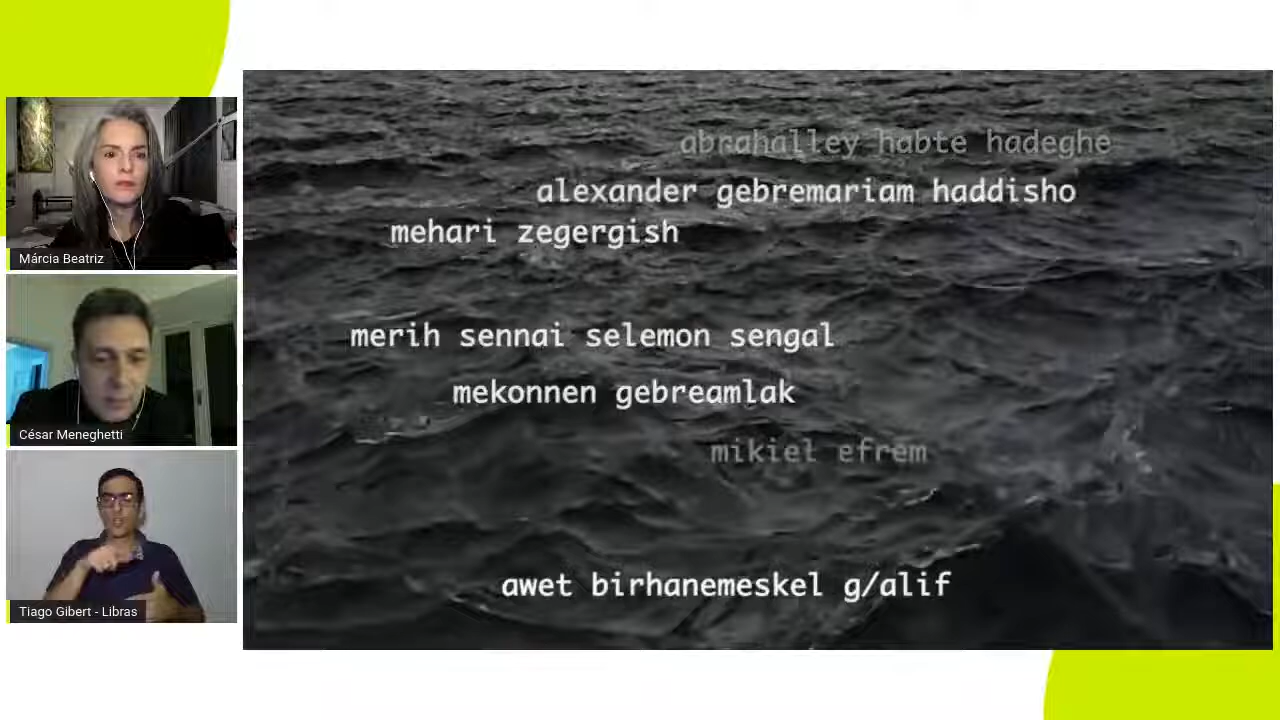 Márcia Beatriz
César Meneghetti
Tiago Gibert - Libras
abrahalley habte hadeghe
alexander gebremariam haddisho
mehari zegergish
merih sennai selemon sengal
mekonnen gebreamlak
mikiel efrem
awet birhanemeskel g/alif